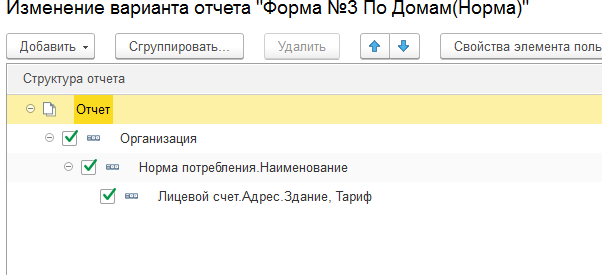 Изменение варианта отчета "Форма №3 По Домам(Норма)"
Добавить Сгруппировать... Удалить Свойства элемента поль
Структура отчета
Отчет
Организация
Норма потребления.Наименование
Лицевой счет.Адрес.Здание, Тариф